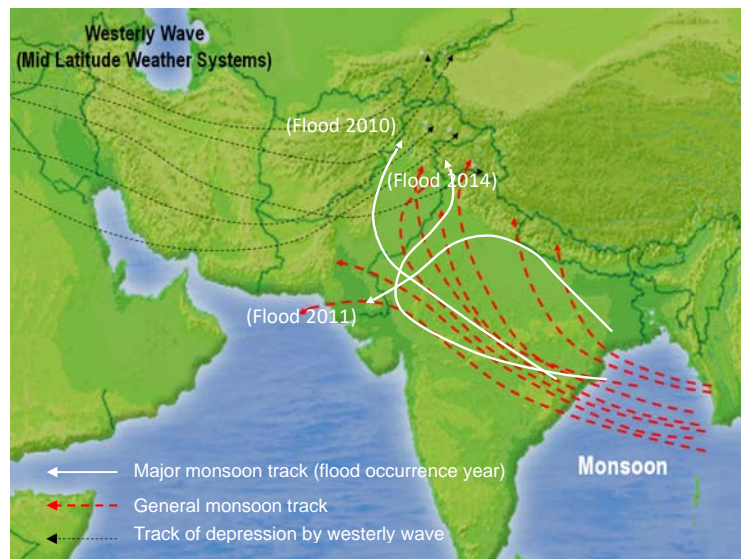 Westerly Wave
(Mid Latitude Weather Systems)
(Flood 2010)
(Flood 2014)
(Flood 2011)
Monsoon
Major monsoon track (flood occurrence year)
General monsoon track
Track of depression by westerly wave